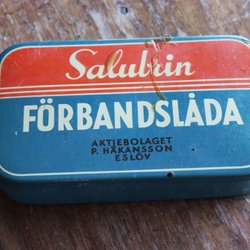 Salubrin
FÖRBANDSLÅDA
AKTIEBOLAGET
P. HÅKANSSON
ESLÖV